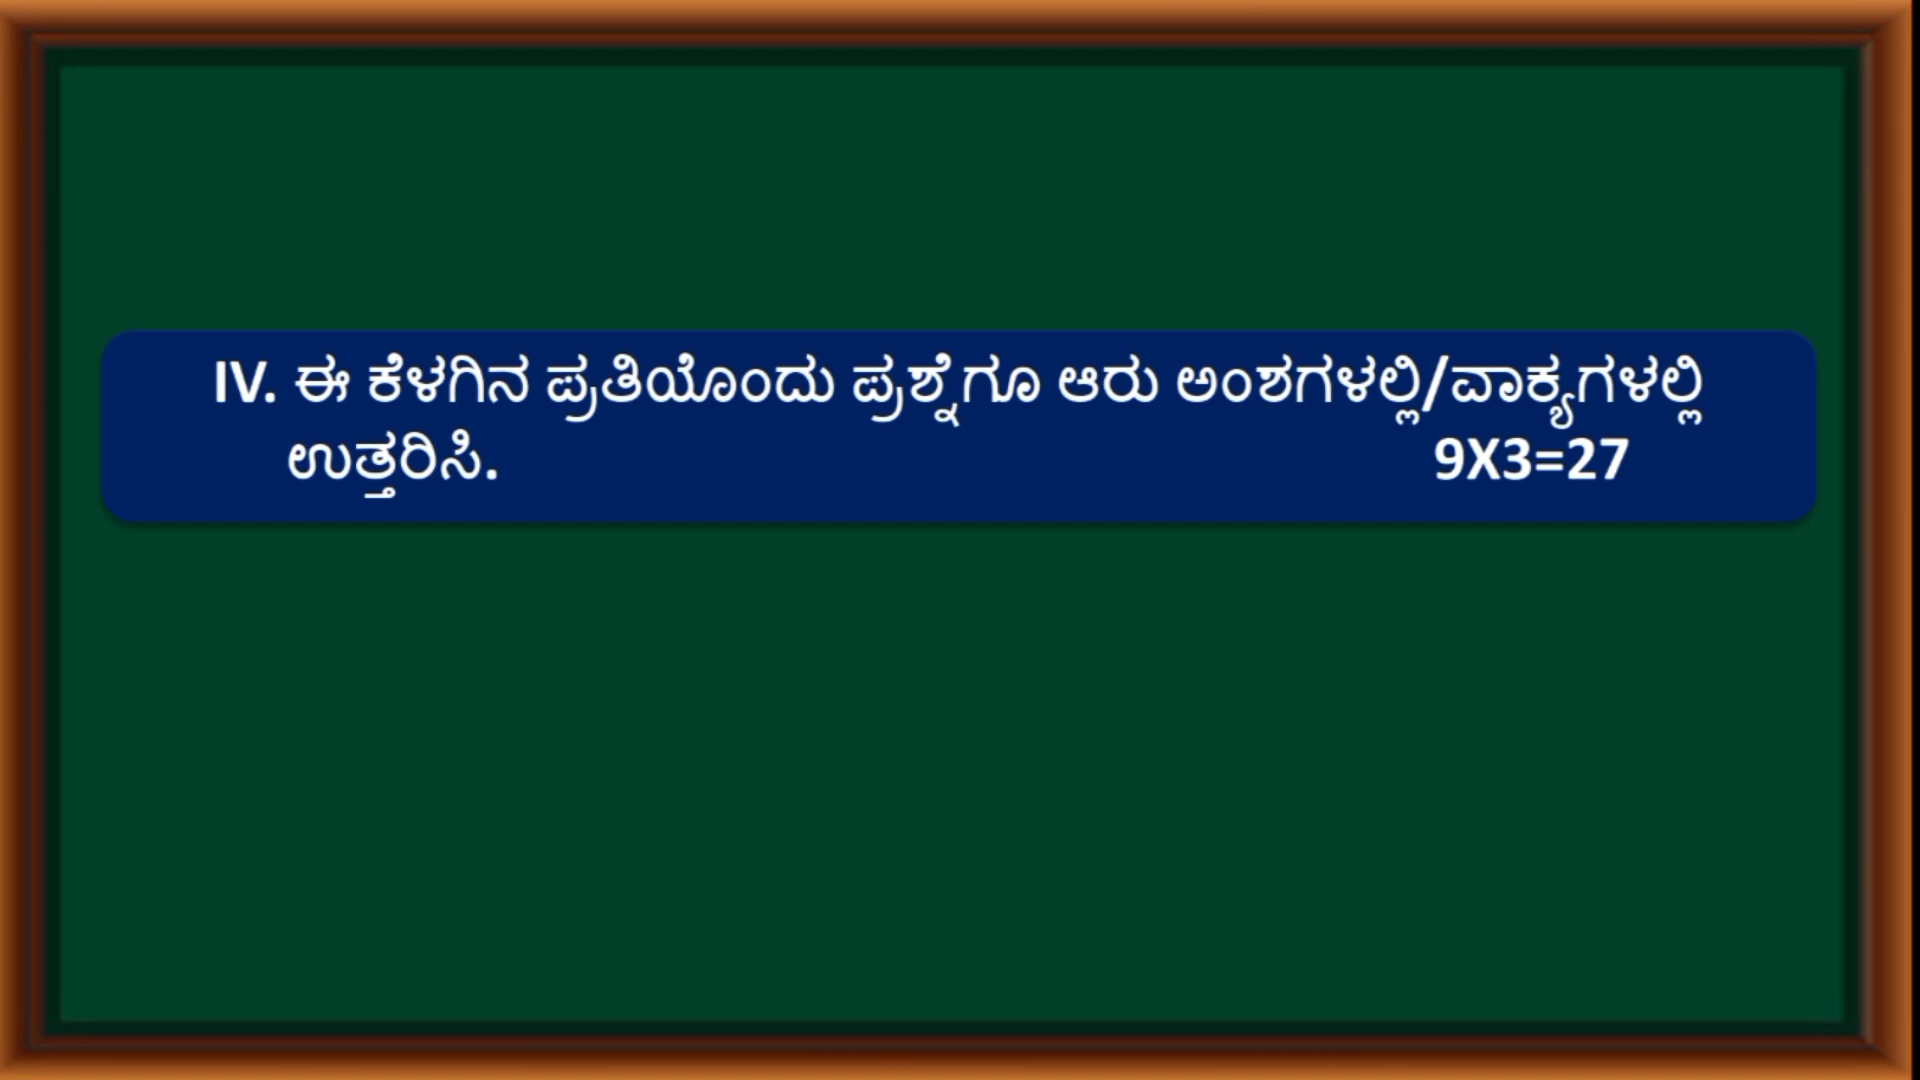 IV. ಈ ಕೆಳಗಿನ ಪ್ರತಿಯೊಂದು ಪ್ರಶ್ನೆಗೂ ಆರು ಅಂಶಗಳಲ್ಲಿ/ವಾಕ್ಯಗಳಲ್ಲಿ
ಉತ್ತರಿಸಿ. 9X3=27